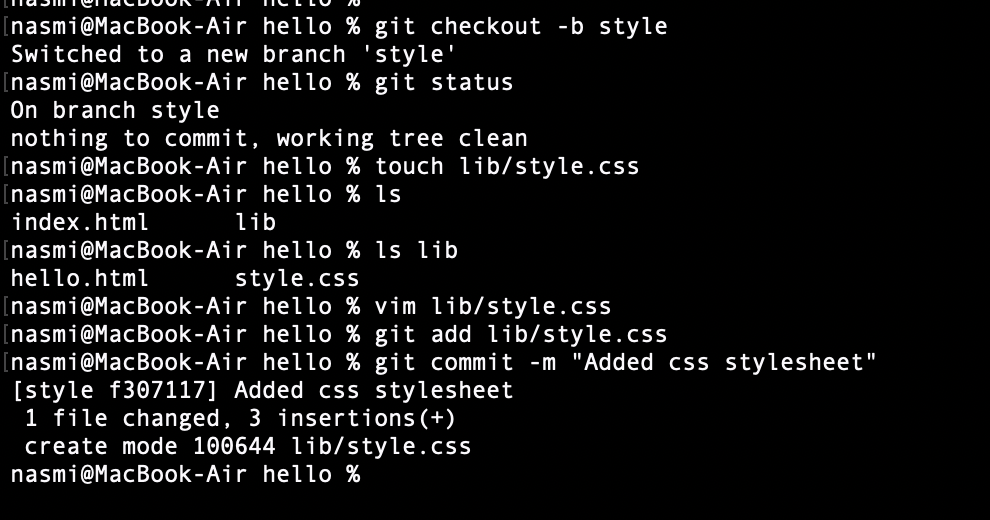 nasmi@MacBook-Air hello %
[nasmi@MacBook-Air hello % git checkout -b style
Switched to a new branch 'style'
[nasmi@MacBook-Air hello % git status
On branch style
nothing to commit, working tree clean
[nasmi@MacBook-Air hello % touch lib/style.css
[nasmi@MacBook-Air hello % ls
index.html      lib
[nasmi@MacBook-Air hello % ls lib
hello.html      style.css
[nasmi@MacBook-Air hello % vim lib/style.css
[nasmi@MacBook-Air hello % git add lib/style.css
[nasmi@MacBook-Air hello % git commit -m "Added css stylesheet"
[style f307117] Added css stylesheet
 1 file changed, 3 insertions(+)
 create mode 100644 lib/style.css
nasmi@MacBook-Air hello %